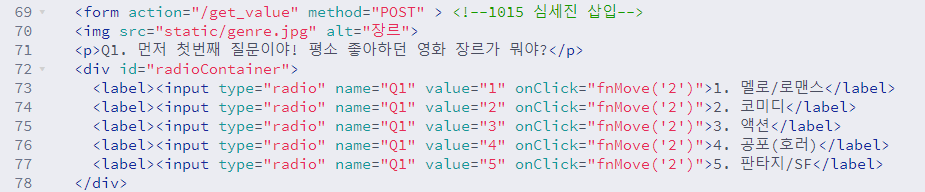 69 <form action="/get_value" method="POST" > <!--1015 심세진 삽입-->
70 <img src="static/genre.jpg" alt="장르">
71 <p>Q1. 먼저 첫번째 질문이야! 평소 좋아하던 영화 장르가 뭐야?</p>
72 <div id="radioContainer">
73 <label><input type="radio" name="Q1" value="1" onClick="fnMove('2')">1. 멜로/로맨스</label>
74 <label><input type="radio" name="Q1" value="2" onClick="fnMove('2')">2. 코미디</label>
75 <label><input type="radio" name="Q1" value="3" onClick="fnMove('2')">3. 액션</label>
76 <label><input type="radio" name="Q1" value="4" onClick="fnMove('2')">4. 공포(호러)</label>
77 <label><input type="radio" name="Q1" value="5" onClick="fnMove('2')">5. 판타지/SF</label>
78 </div>